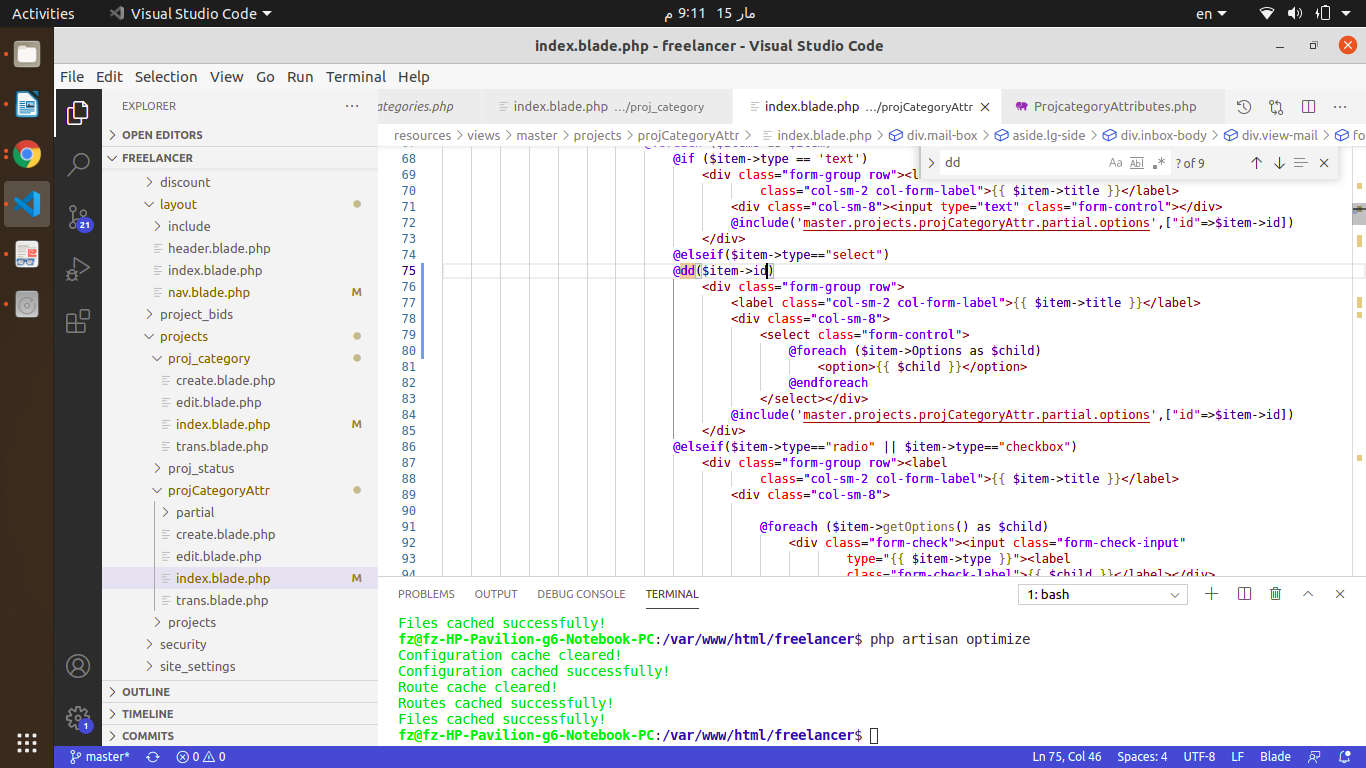 Activities
Visual Studio Code
9:11 م
مار 15
en
index.blade.php - freelancer - Visual Studio Code
File Edit Selection View Go Run Terminal Help
EXPLORER
OPEN EDITORS
FREELANCER
discount
layout
include
header.blade.php
index.blade.php
nav.blade.php M
project_bids
projects
proj_category
create.blade.php
edit.blade.php
index.blade.php M
trans.blade.php
proj_status
projCategoryAttr
partial
create.blade.php
edit.blade.php
index.blade.php M
trans.blade.php
projects
security
site_settings
OUTLINE
TIMELINE
COMMITS
21
1
ategories.php
index.blade.php .../proj_category
index.blade.php .../projCategoryAttr
ProjcategoryAttributes.php
resources > views > master > projects > projCategoryAttr > index.blade.php > div.mail-box > aside.lg-side > div.inbox-body > div.view-mail > fo
dd Aa Ab| .* ? of 9
68 @if ($item->type == 'text')
69 <div class="form-group row"><l
70 class="col-sm-2 col-form-label">{{ $item->title }}</label>
71 <div class="col-sm-8"><input type="text" class="form-control"></div>
72 @include('master.projects.projCategoryAttr.partial.options',["id"=>$item->id])
73 </div>
74 @elseif($item->type=="select")
75 @dd($item->id)
76 <div class="form-group row">
77 <label class="col-sm-2 col-form-label">{{ $item->title }}</label>
78 <div class="col-sm-8">
79 <select class="form-control">
80 @foreach ($item->Options as $child)
81 <option>{{ $child }}</option>
82 @endforeach
83 </select></div>
84 @include('master.projects.projCategoryAttr.partial.options',["id"=>$item->id])
85 </div>
86 @elseif($item->type=="radio" || $item->type=="checkbox")
87 <div class="form-group row"><label
88 class="col-sm-2 col-form-label">{{ $item->title }}</label>
89 <div class="col-sm-8">
90
91 @foreach ($item->getOptions() as $child)
92 <div class="form-check"><input class="form-check-input"
93 type="{{ $item->type }}"><label
94 class="form-check-label">{{ $child }}</label></div>
PROBLEMS OUTPUT DEBUG CONSOLE TERMINAL
1: bash
Files cached successfully!
fz@fz-HP-Pavilion-g6-Notebook-PC:/var/www/html/freelancer$ php artisan optimize
Configuration cache cleared!
Configuration cached successfully!
Route cache cleared!
Routes cached successfully!
Files cached successfully!
fz@fz-HP-Pavilion-g6-Notebook-PC:/var/www/html/freelancer$
master* 0 0
Ln 75, Col 46 Spaces: 4 UTF-8 LF Blade